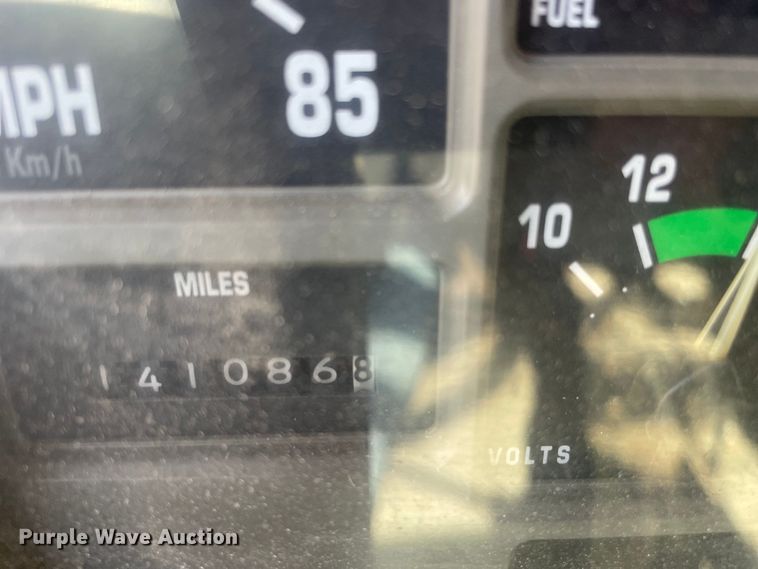 FUEL
MPH
85
Km/h
12
10
MILES
1410868
VOLTS
Purple Wave Auction